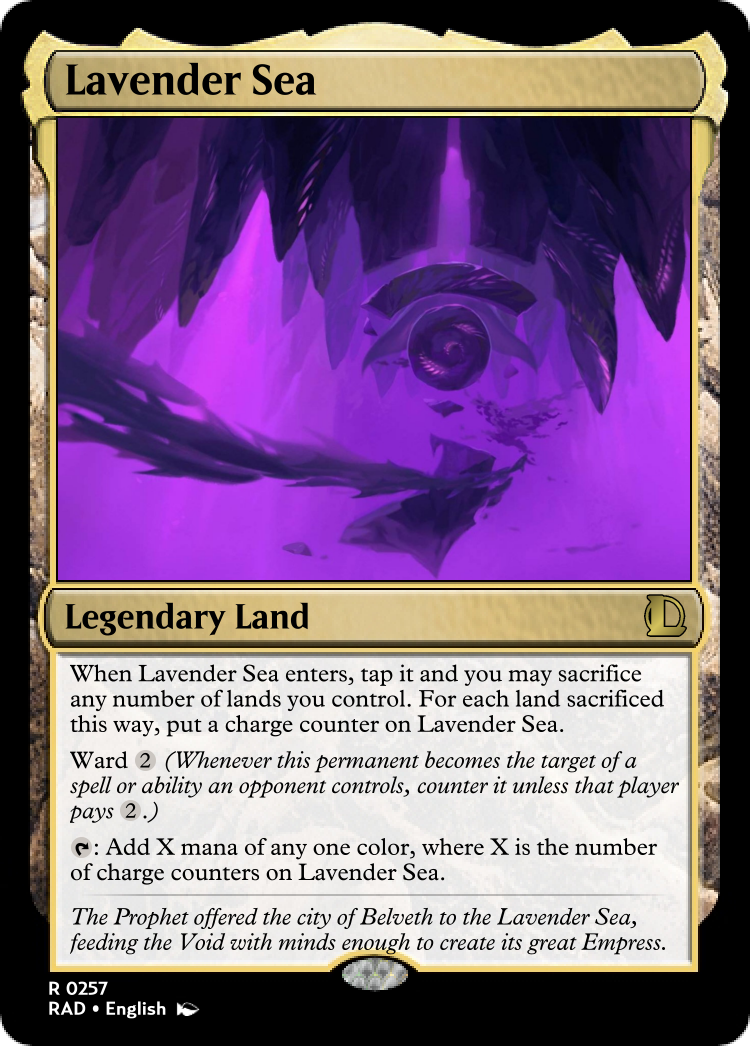 Lavender Sea
Legendary Land
When Lavender Sea enters, tap it and you may sacrifice
any number of lands you control. For each land sacrificed
this way, put a charge counter on Lavender Sea.
Ward 2 (Whenever this permanent becomes the target of a
spell or ability an opponent controls, counter it unless that player
pays 2.)
: Add X mana of any one color, where X is the number
of charge counters on Lavender Sea.
The Prophet offered the city of Belveth to the Lavender Sea,
feeding the Void with minds enough to create its great Empress.
R 0257
RAD • English